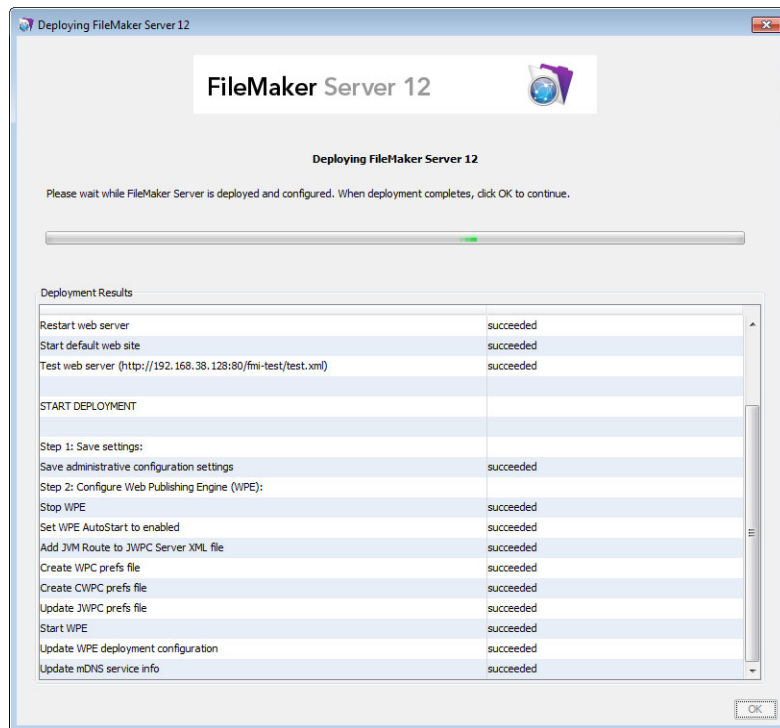 Deploying FileMaker Server 12
FileMaker Server 12
Deploying FileMaker Server 12
Please wait while FileMaker Server is deployed and configured. When deployment completes, click OK to continue.
Deployment Results
Restart web server succeeded
Start default web site succeeded
Test web server (http://192.168.38.128:80/fmi-test/test.xml) succeeded
START DEPLOYMENT
Step 1: Save settings:
Save administrative configuration settings succeeded
Step 2: Configure Web Publishing Engine (WPE):
Stop WPE succeeded
Set WPE AutoStart to enabled succeeded
Add JVM Route to JWPC Server XML file succeeded
Create WPC prefs file succeeded
Create CWPC prefs file succeeded
Update JWPC prefs file succeeded
Start WPE succeeded
Update WPE deployment configuration succeeded
Update mDNS service info succeeded
OK